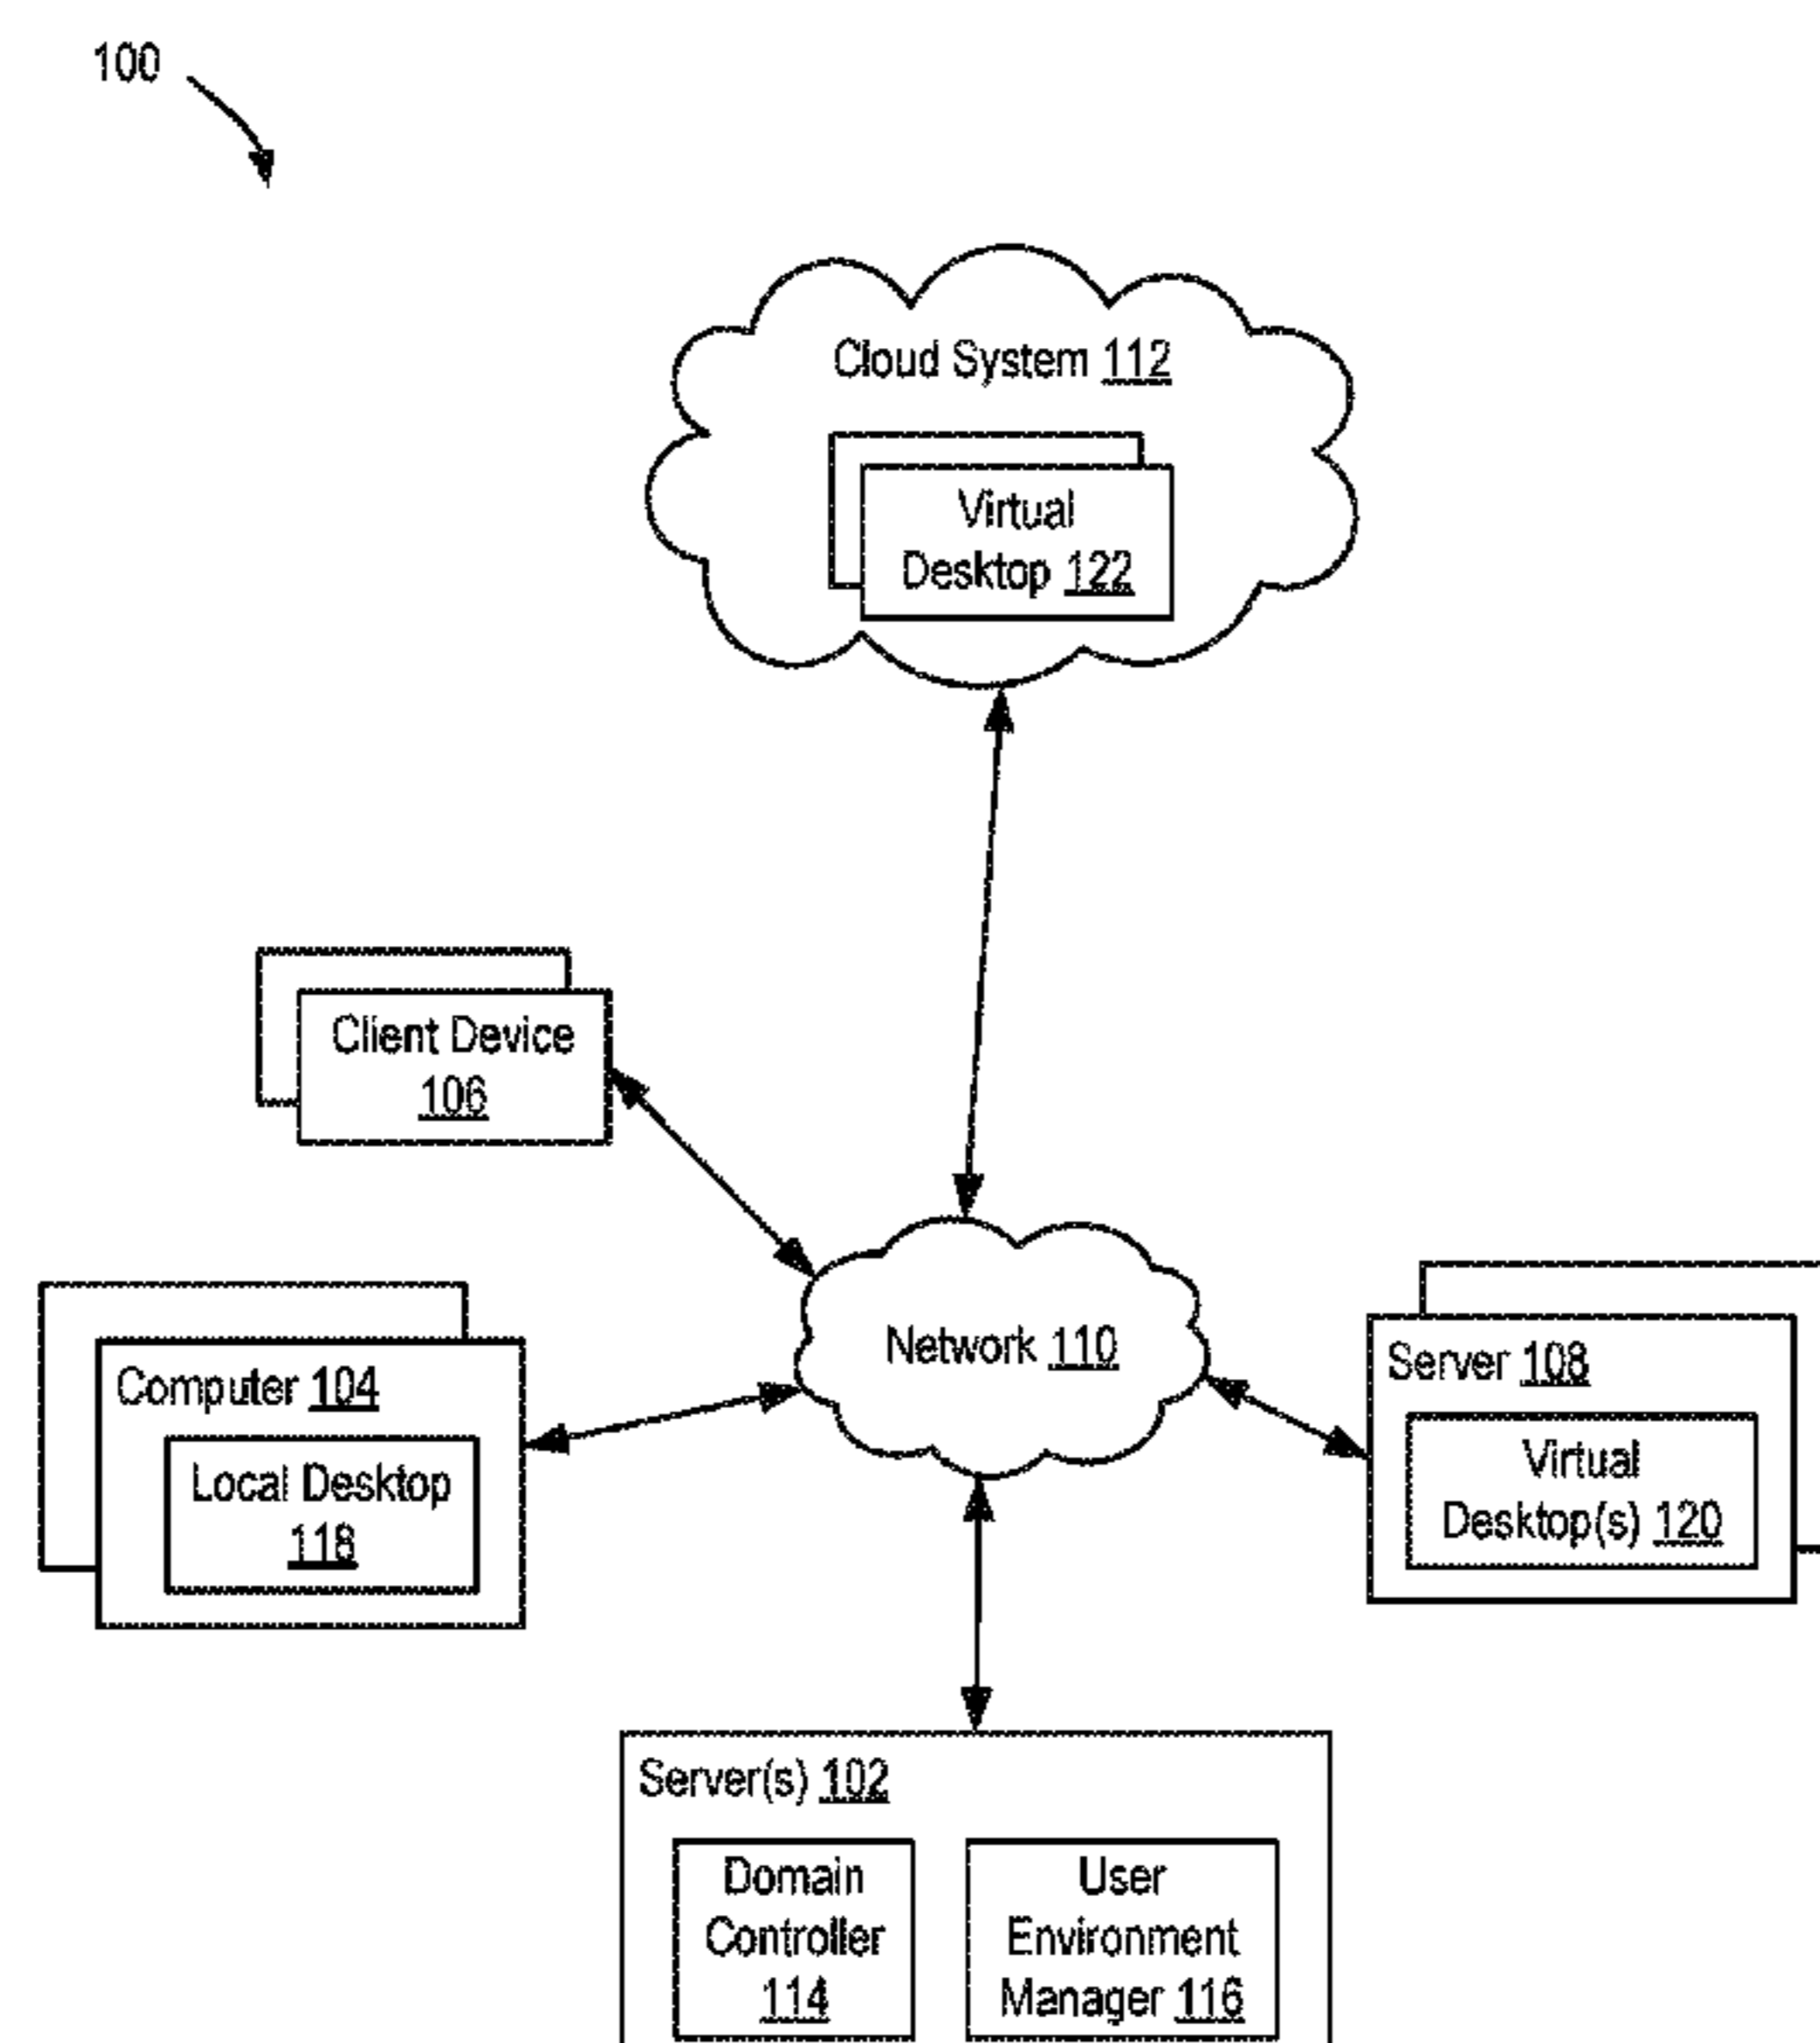 100
Cloud System 112
Virtual
Desktop 122
Client Device
106
Network 110
Computer 104
Local Desktop
118
Server 108
Virtual
Desktop(s) 120
Server(s) 102
Domain
Controller
114
User
Environment
Manager 116